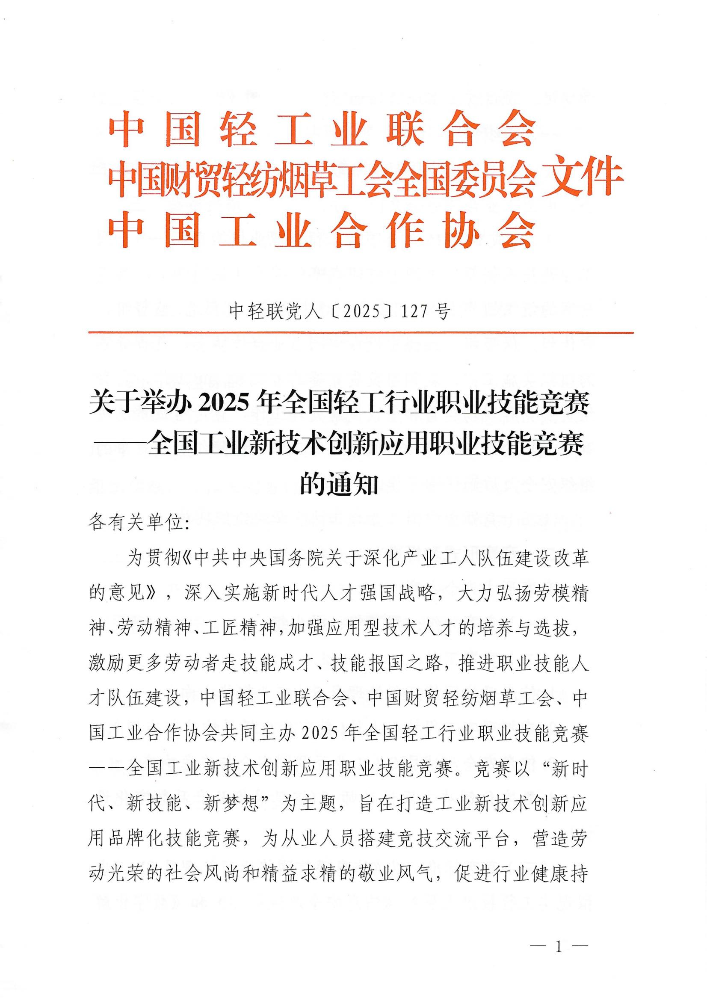 中国轻工业联合会
中国财贸轻纺烟草工会全国委员会文件
中国工业合作协会
中轻联党人〔2025〕127 号
关于举办 2025 年全国轻工行业职业技能竞赛
——全国工业新技术创新应用职业技能竞赛
的通知
各有关单位：
为贯彻《中共中央国务院关于深化产业工人队伍建设改革
的意见》，深入实施新时代人才强国战略，大力弘扬劳模精
神、劳动精神、工匠精神，加强应用型技术人才的培养与选拔，
激励更多劳动者走技能成才、技能报国之路，推进职业技能人
才队伍建设，中国轻工业联合会、中国财贸轻纺烟草工会、中
国工业合作协会共同主办 2025 年全国轻工行业职业技能竞赛
——全国工业新技术创新应用职业技能竞赛。竞赛以“新时
代、新技能、新梦想”为主题，旨在打造工业新技术创新应
用品牌化技能竞赛，为从业人员搭建竞技交流平台，营造劳
动光荣的社会风尚和精益求精的敬业风气，促进行业健康持
— 1 —